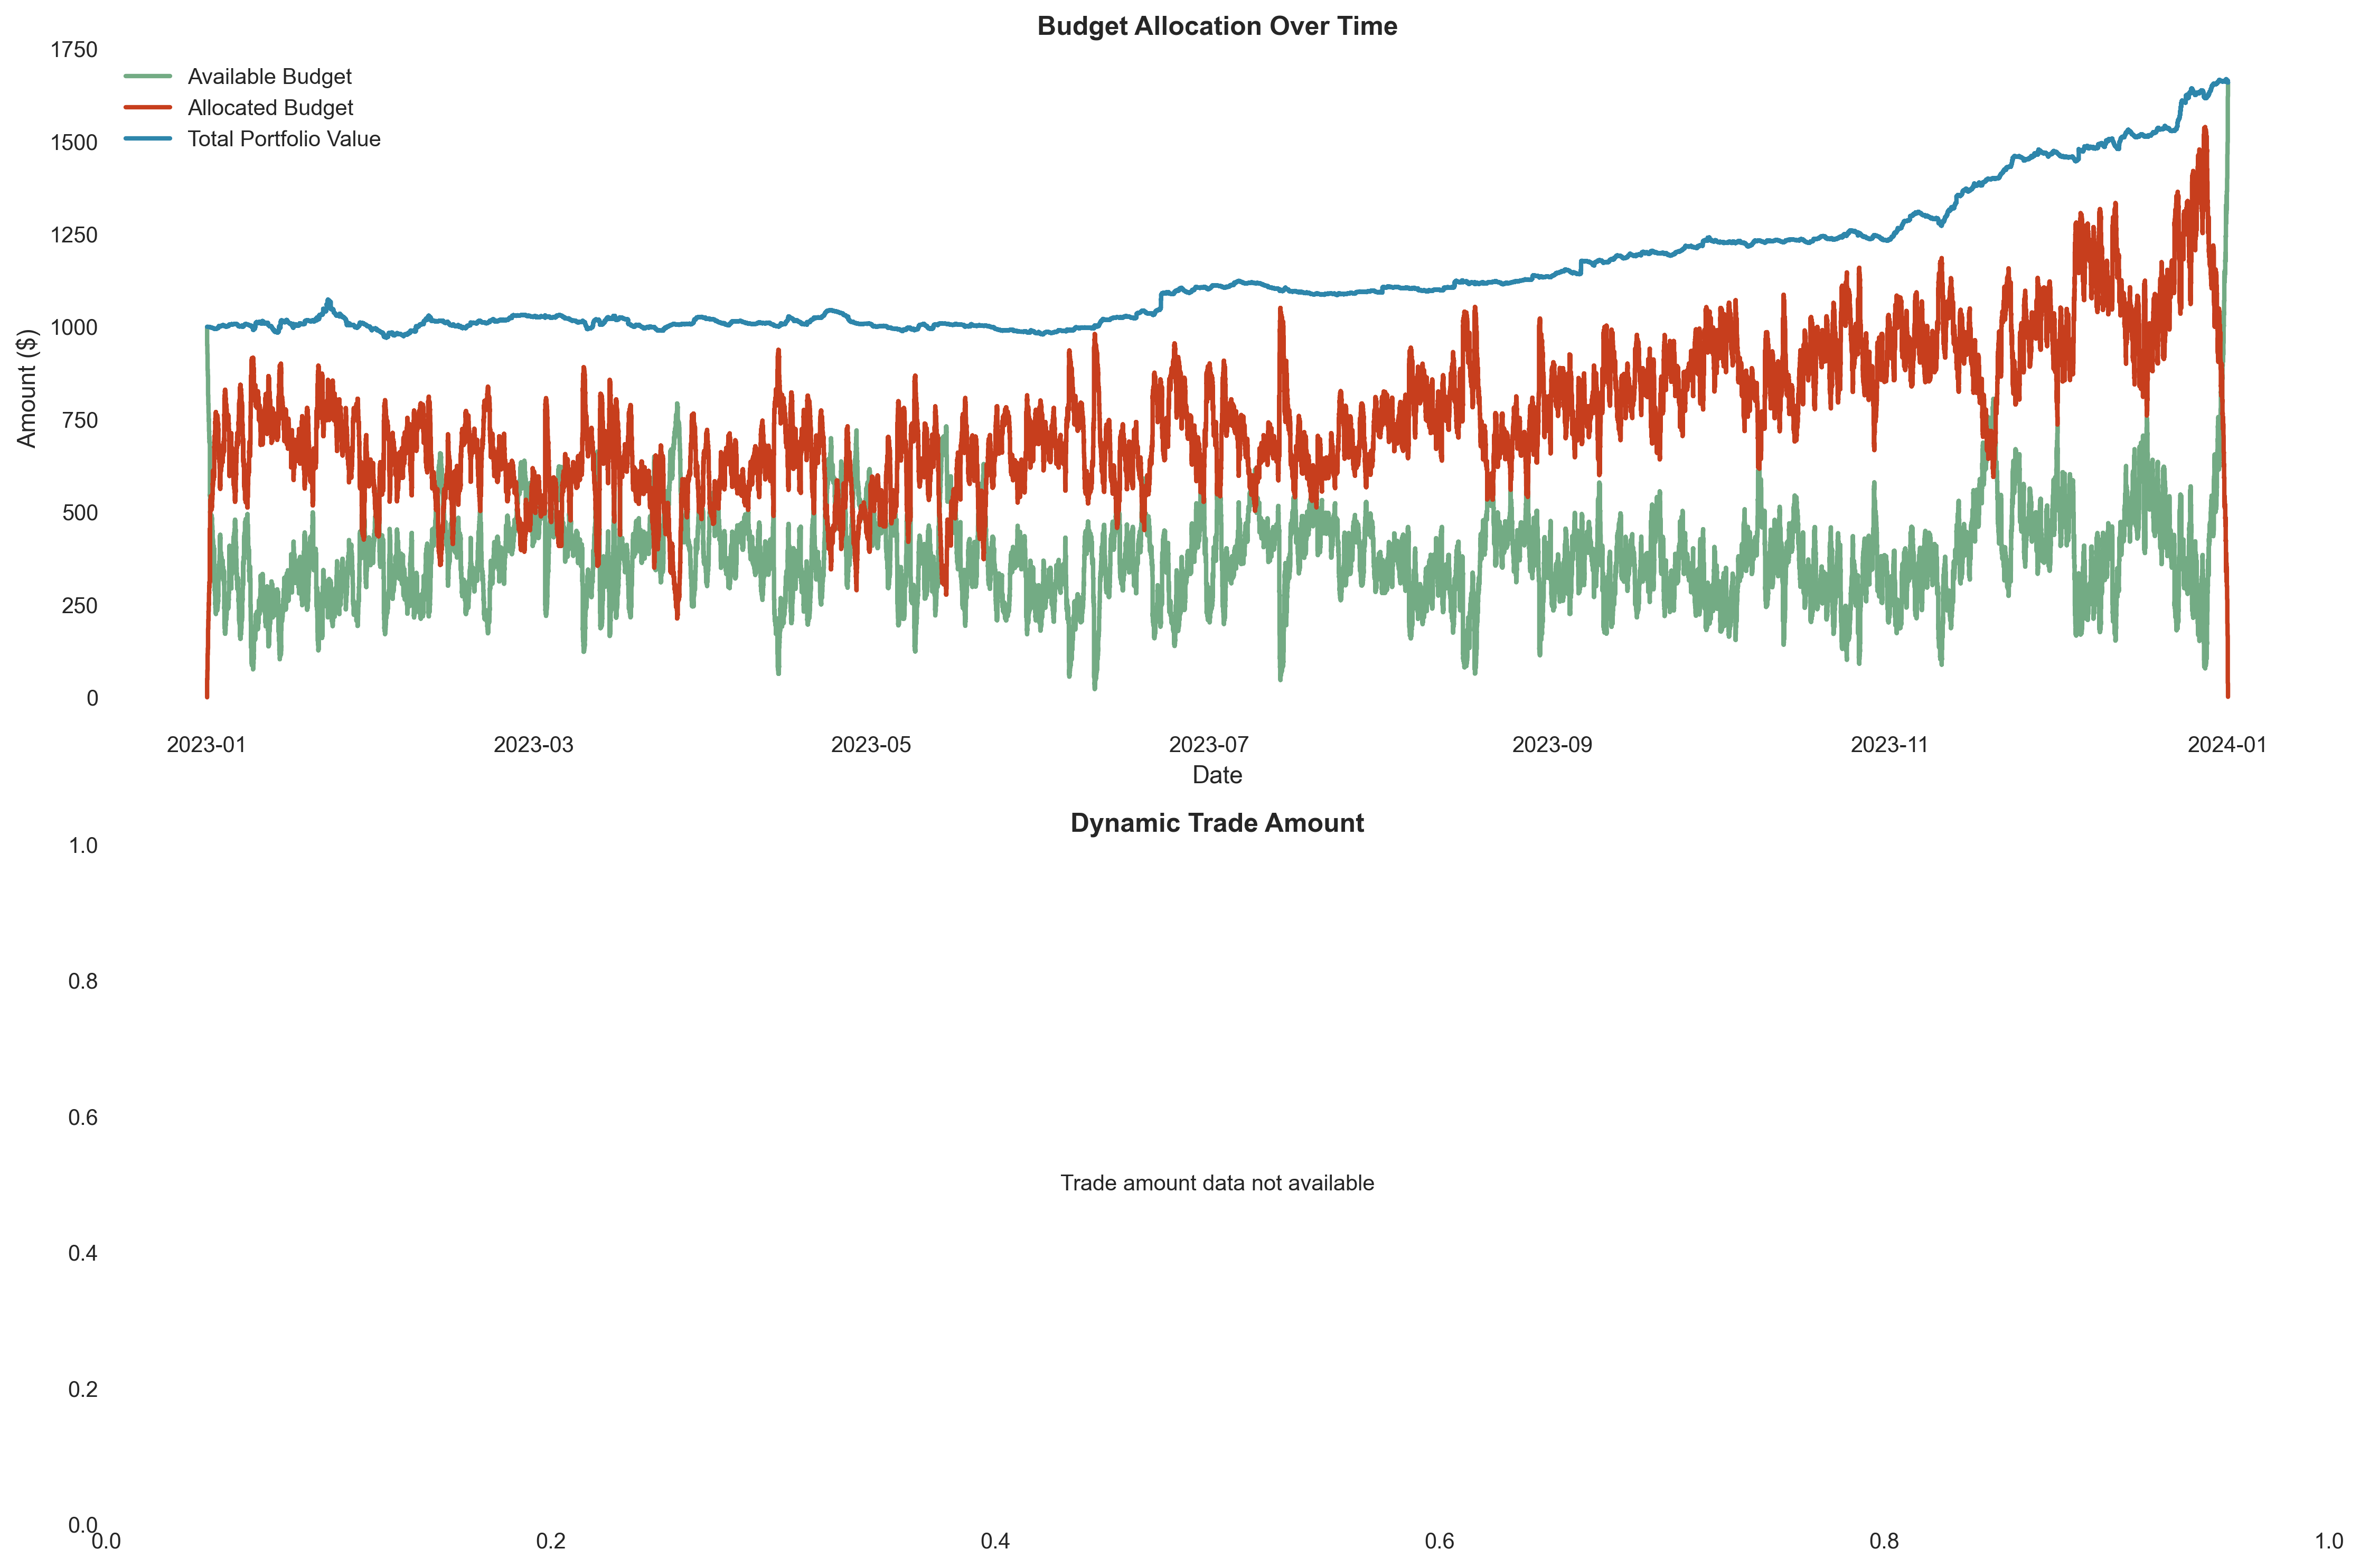 Budget Allocation Over Time
1750
1500
1250
1000
750
500
250
0
Amount ($)
Available Budget
Allocated Budget
Total Portfolio Value
2023-01 2023-03 2023-05 2023-07 2023-09 2023-11 2024-01
Date
Dynamic Trade Amount
1.0
0.8
0.6
Trade amount data not available
0.4
0.2
0.0
0.0 0.2 0.4 0.6 0.8 1.0